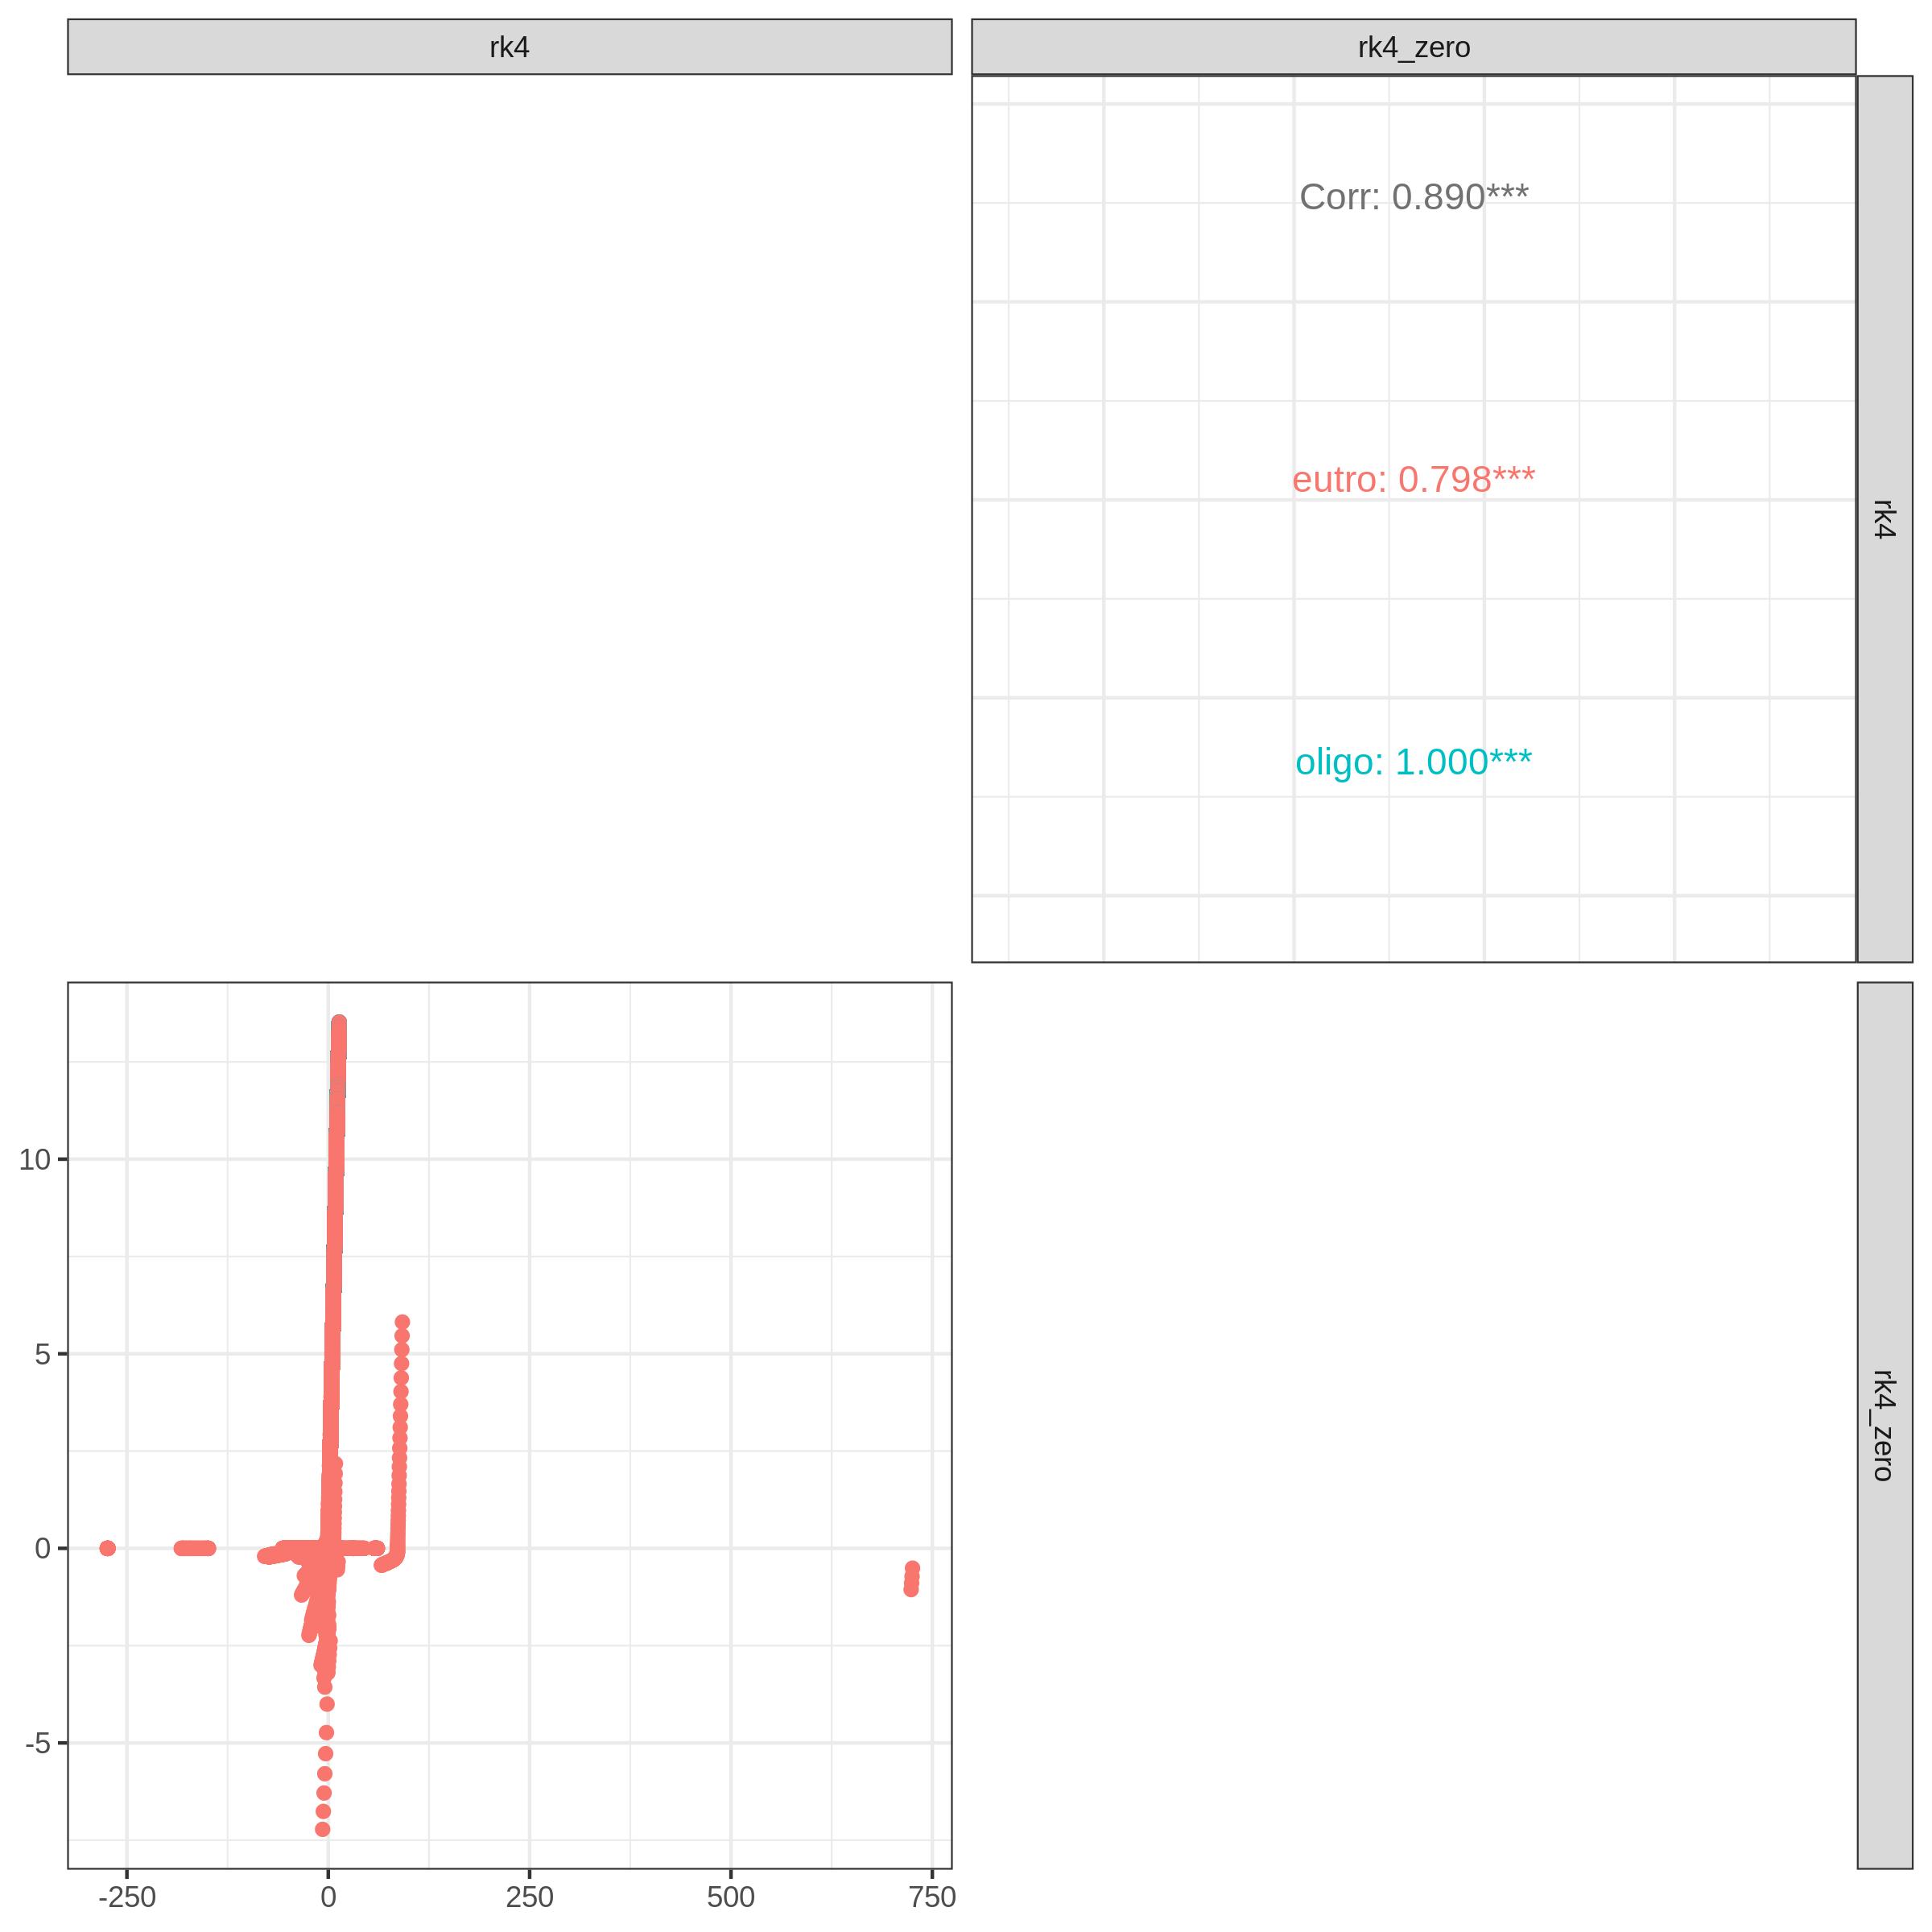 rk4
rk4_zero
Corr: 0.890***
eutro: 0.798***
oligo: 1.000***
rk4
10
5
0
-5
rk4_zero
-250
0
250
500
750